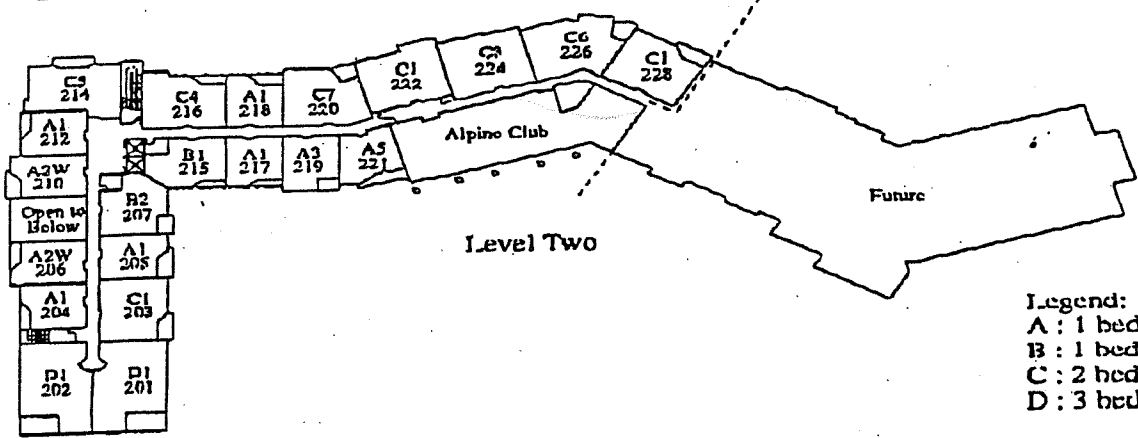 C6
226
C3
224
C1
228
C1
222
C5
214
C4
216
A1
218
C7
220
A1
212
Alpino Club
B1
215
A1
217
A3
219
A5
221
A2W
210
B2
207
Future
Open to
Below
Level Two
A2W
206
A1
205
A1
204
C1
203
Legend:
A : 1 bed
B : 1 bed
C : 2 bed
D : 3 bed
D1
202
D1
201